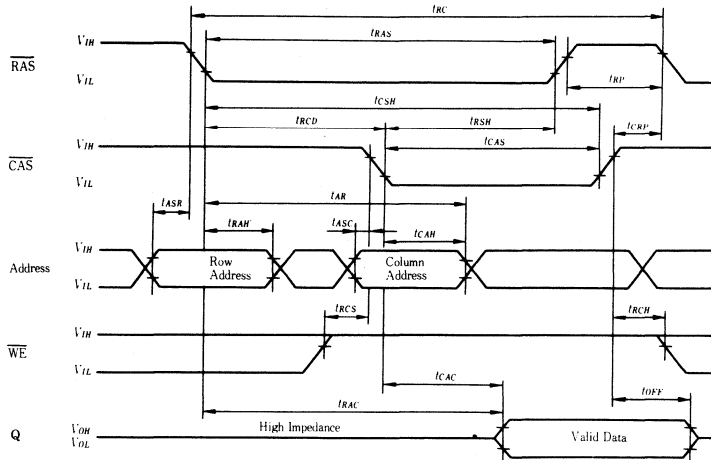 tRC
VIH
tRAS
RAS
VIL
tRP
tCSH
tRCD
tRSH
tCRP
VIH
tCAS
CAS
VIL
tASR
tAR
tRAH
tASC
tCAH
VIH
Address
Row
Address
Column
Address
VIL
tRCS
tRCH
VIH
WE
VIL
tCAC
tOFF
tRAC
High Impedance
Q
VOH
VOL
Valid Data